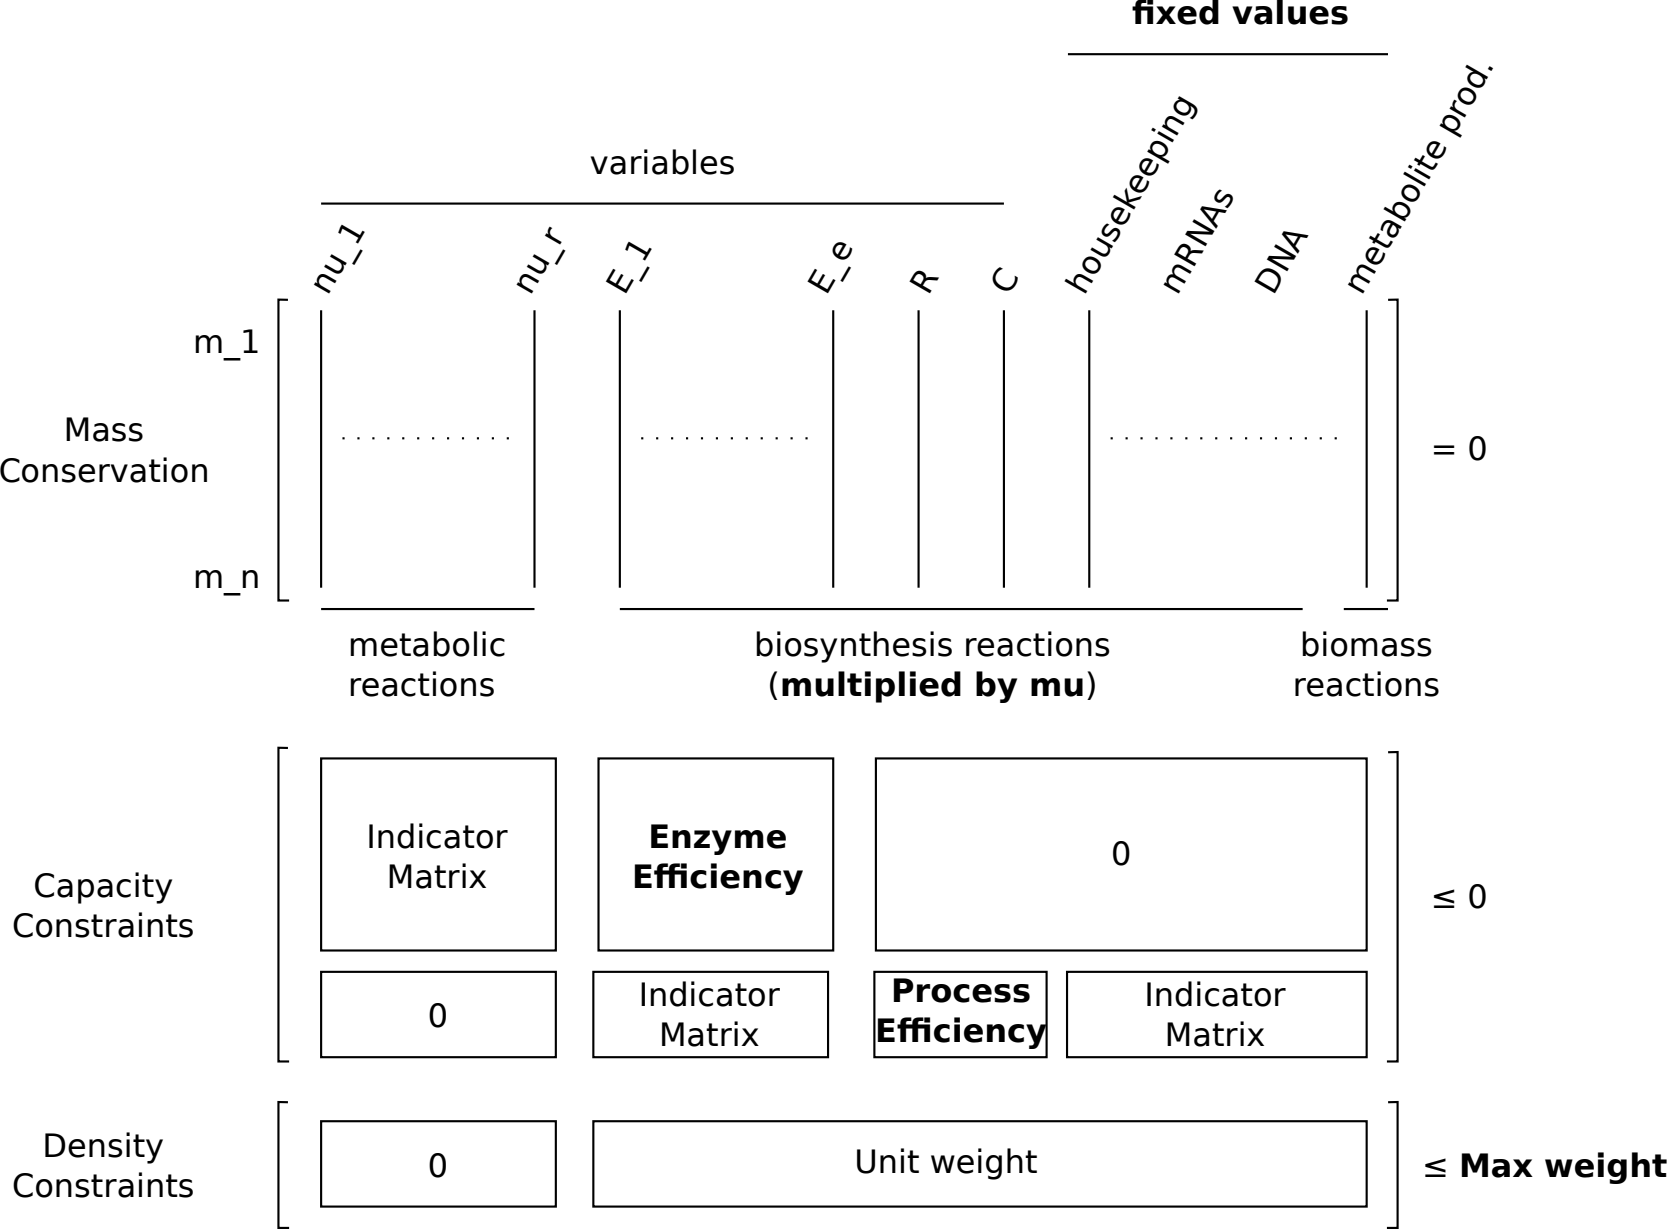 fixed values
variables
nu_1
nu_r
E_1
E_e
R
C
housekeeping
mRNAs
DNA
metabolite prod.
m_1
Mass
Conservation
m_n
= 0
metabolic
reactions
biosynthesis reactions
(multiplied by mu)
biomass
reactions
Capacity
Constraints
Indicator
Matrix
Enzyme
Efficiency
0
≤ 0
0
Indicator
Matrix
Process
Efficiency
Indicator
Matrix
Density
Constraints
0
Unit weight
≤ Max weight